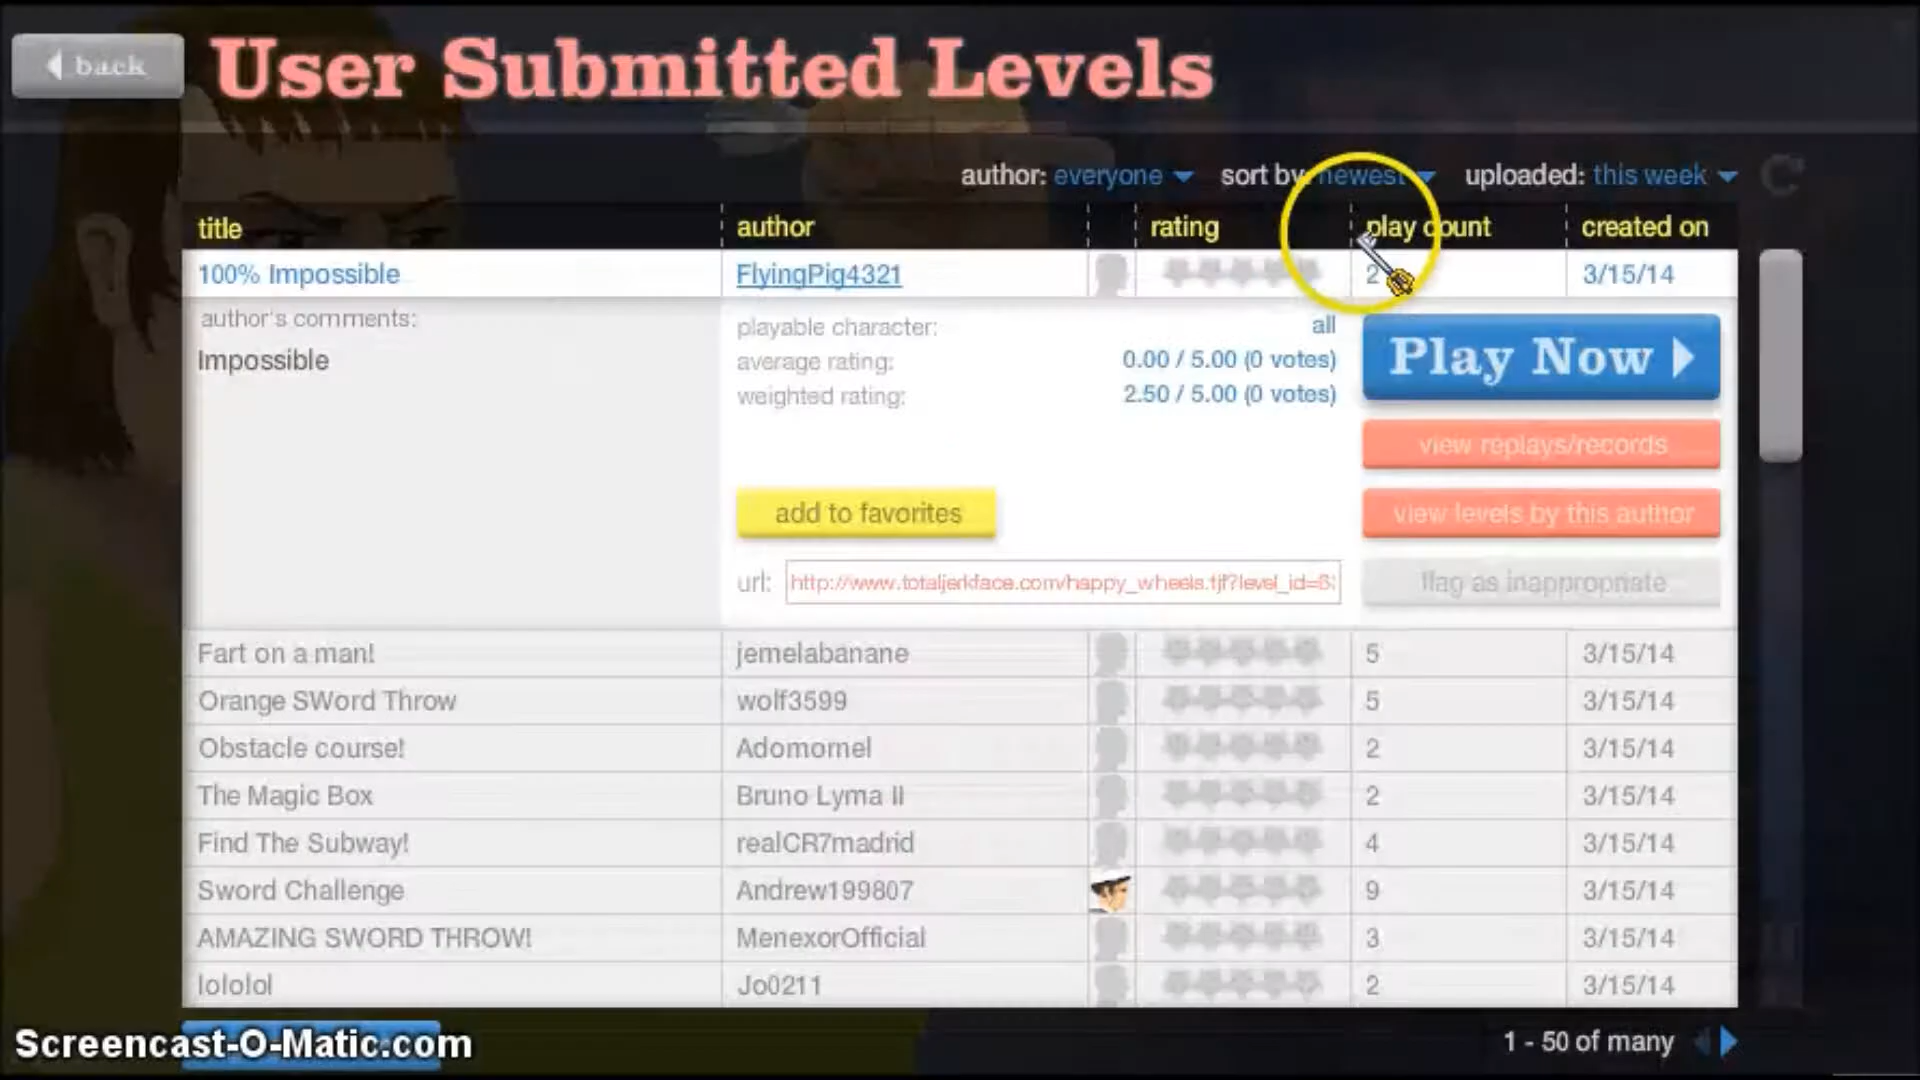 back
User Submitted Levels
author: everyone sort by newest uploaded: this week
title author rating play count created on
100% Impossible FlyingPig4321 2 3/15/14
author's comments:
Impossible
playable character: all
average rating: 0.00 / 5.00 (0 votes)
weighted rating: 2.50 / 5.00 (0 votes)
Play Now
view replays/records
add to favorites
view levels by this author
url: http://www.totaljerkface.com/happy_wheels.tjf?level_id=6
flag as inappropriate
Fart on a man! jemelabanane 5 3/15/14
Orange SWord Throw wolf3599 5 3/15/14
Obstacle course! Adomornel 2 3/15/14
The Magic Box Bruno Lyma II 2 3/15/14
Find The Subway! realCR7madrid 4 3/15/14
Sword Challenge Andrew199807 9 3/15/14
AMAZING SWORD THROW! MenexorOfficial 3 3/15/14
lololol Jo0211 2 3/15/14
Screencast-O-Matic.com
1 - 50 of many